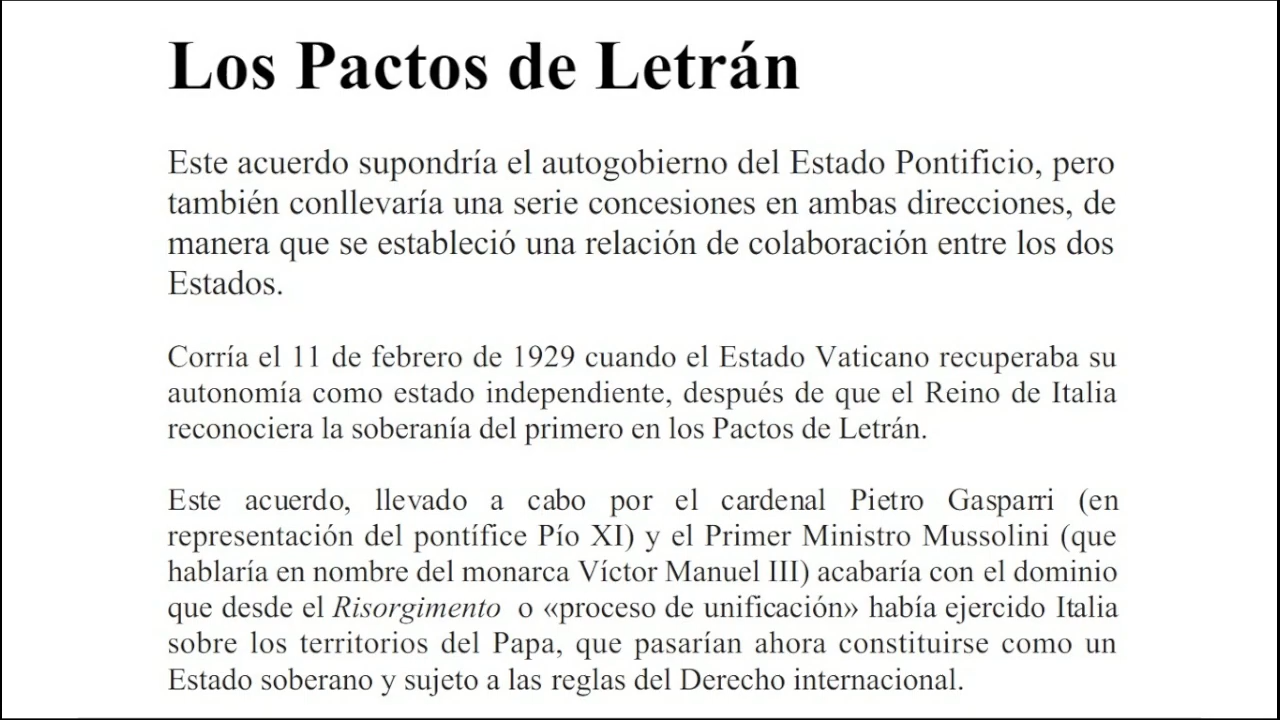 Los Pactos de Letrán
Este acuerdo supondría el autogobierno del Estado Pontificio, pero
también conllevaría una serie concesiones en ambas direcciones, de
manera que se estableció una relación de colaboración entre los dos
Estados.
Corría el 11 de febrero de 1929 cuando el Estado Vaticano recuperaba su
autonomía como estado independiente, después de que el Reino de Italia
reconociera la soberanía del primero en los Pactos de Letrán.
Este acuerdo, llevado a cabo por el cardenal Pietro Gasparri (en
representación del pontífice Pío XI) y el Primer Ministro Mussolini (que
hablaría en nombre del monarca Víctor Manuel III) acabaría con el dominio
que desde el Risorgimento o «proceso de unificación» había ejercido Italia
sobre los territorios del Papa, que pasarían ahora constituirse como un
Estado soberano y sujeto a las reglas del Derecho internacional.